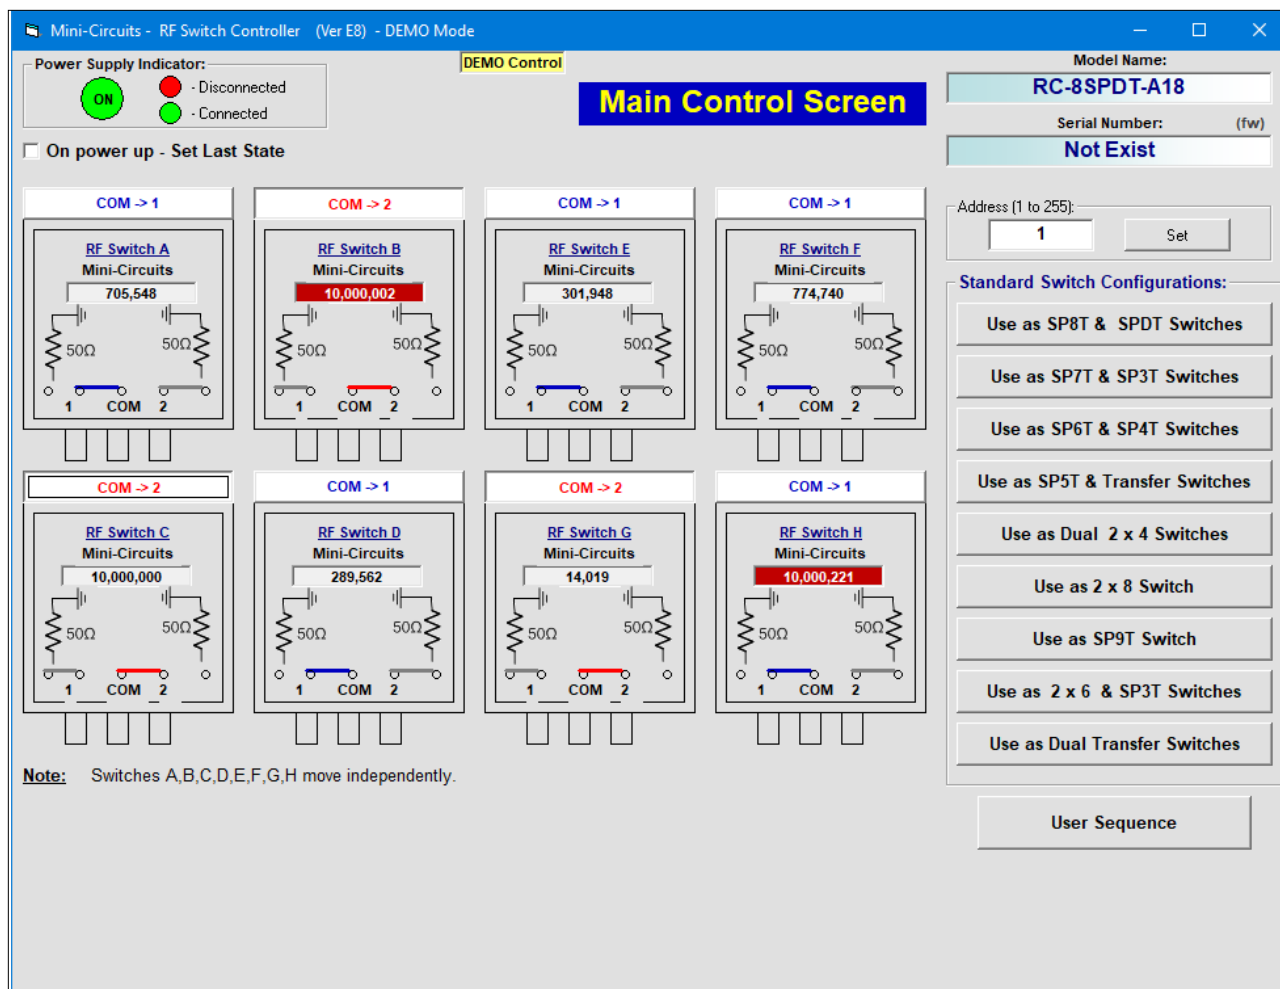 Mini-Circuits - RF Switch Controller (Ver E8) - DEMO Mode
Power Supply Indicator:
ON
- Disconnected
- Connected
DEMO Control
Main Control Screen
Model Name:
RC-8SPDT-A18
Serial Number: (fw)
Not Exist
On power up - Set Last State
Address (1 to 255):
1 Set
COM -> 1
RF Switch A
Mini-Circuits
705,548
50Ω 50Ω
1 COM 2
COM -> 2
RF Switch B
Mini-Circuits
10,000,002
50Ω 50Ω
1 COM 2
COM -> 1
RF Switch E
Mini-Circuits
301,948
50Ω 50Ω
1 COM 2
COM -> 1
RF Switch F
Mini-Circuits
774,740
50Ω 50Ω
1 COM 2
COM -> 2
RF Switch C
Mini-Circuits
10,000,000
50Ω 50Ω
1 COM 2
COM -> 1
RF Switch D
Mini-Circuits
289,562
50Ω 50Ω
1 COM 2
COM -> 2
RF Switch G
Mini-Circuits
14,019
50Ω 50Ω
1 COM 2
COM -> 1
RF Switch H
Mini-Circuits
10,000,221
50Ω 50Ω
1 COM 2
Note: Switches A,B,C,D,E,F,G,H move independently.
Standard Switch Configurations:
Use as SP8T & SPDT Switches
Use as SP7T & SP3T Switches
Use as SP6T & SP4T Switches
Use as SP5T & Transfer Switches
Use as Dual 2 x 4 Switches
Use as 2 x 8 Switch
Use as SP9T Switch
Use as 2 x 6 & SP3T Switches
Use as Dual Transfer Switches
User Sequence